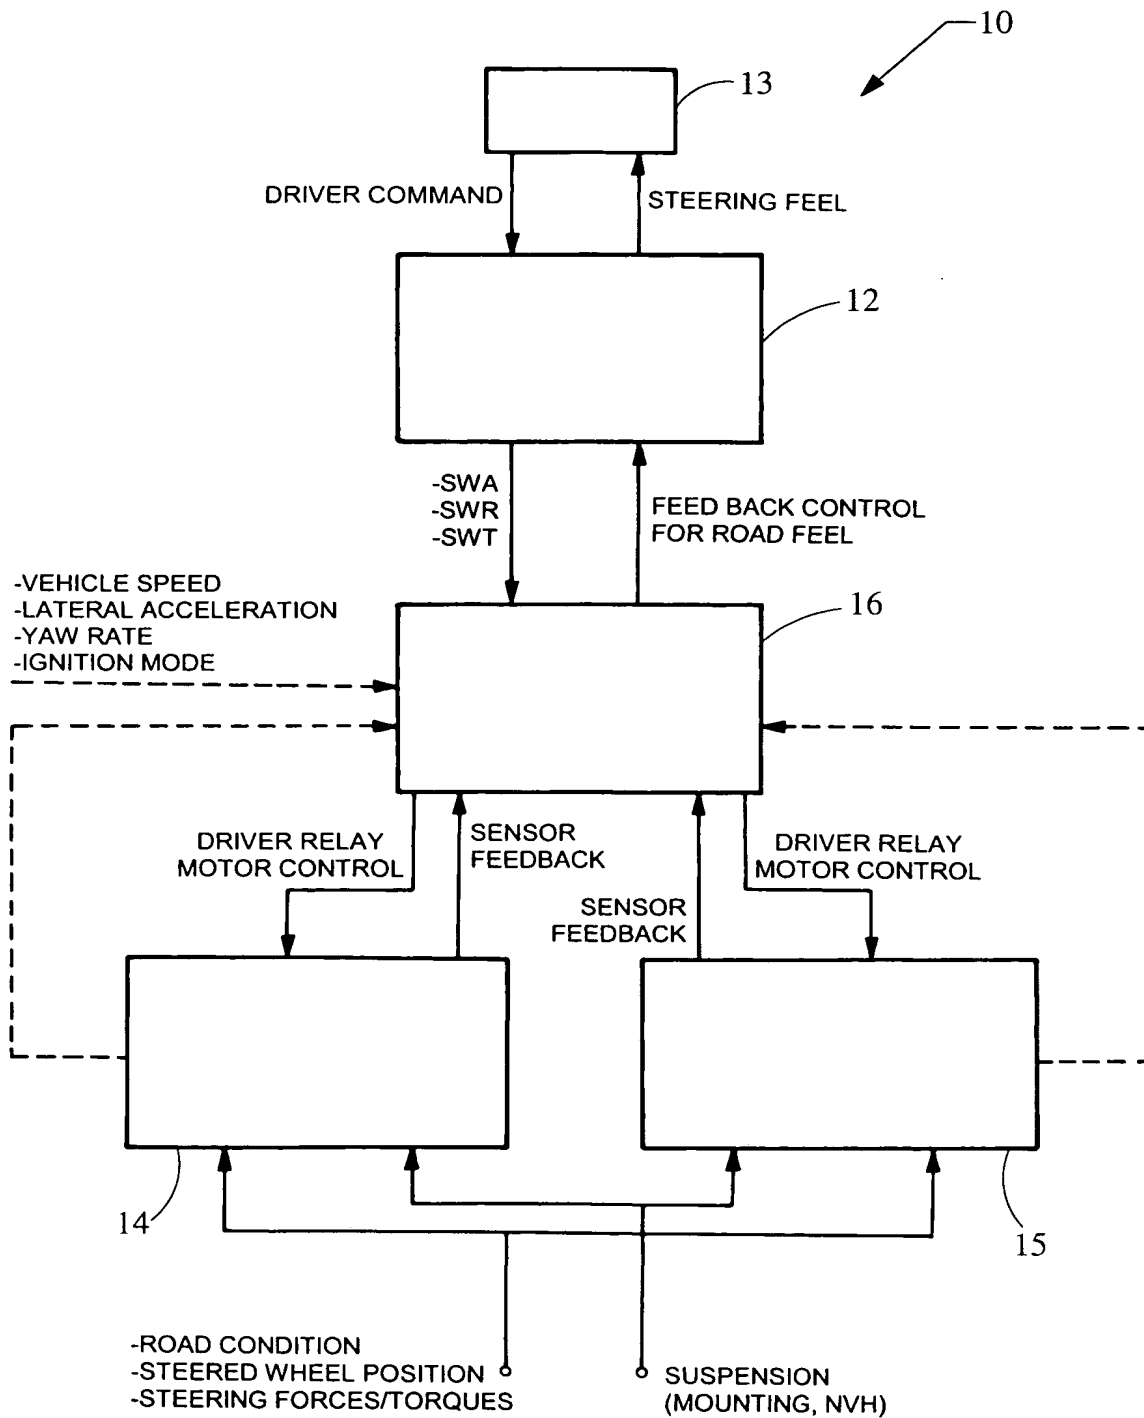 10
13
DRIVER COMMAND
STEERING FEEL
12
-SWA
-SWR
-SWT
FEED BACK CONTROL
FOR ROAD FEEL
-VEHICLE SPEED
-LATERAL ACCELERATION
-YAW RATE
-IGNITION MODE
16
DRIVER RELAY
MOTOR CONTROL
SENSOR
FEEDBACK
SENSOR
FEEDBACK
DRIVER RELAY
MOTOR CONTROL
14
15
-ROAD CONDITION
-STEERED WHEEL POSITION
-STEERING FORCES/TORQUES
SUSPENSION
(MOUNTING, NVH)